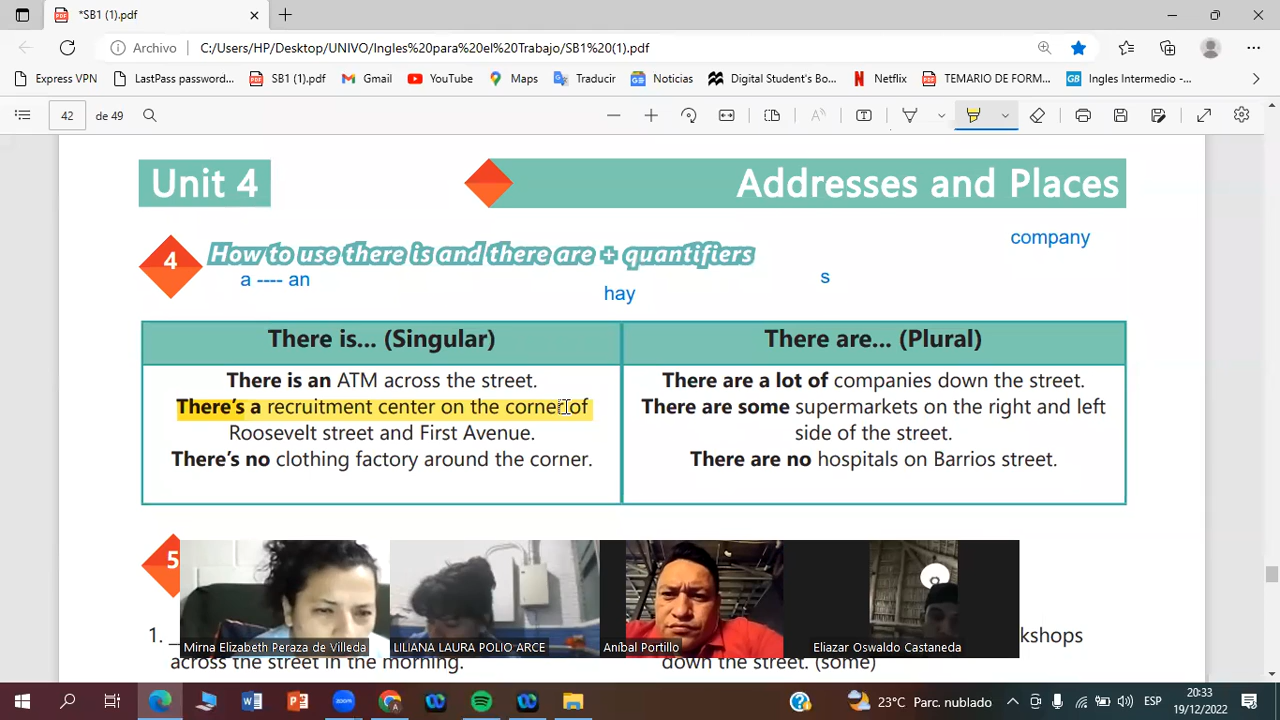 *SB1 (1).pdf
Archivo C:/Users/HP/Desktop/UNIVO/Ingles%20para%20el%20Trabajo/SB1%20(1).pdf
Express VPN LastPass password... SB1 (1).pdf Gmail YouTube Maps Traducir Noticias Digital Student's Bo... Netflix TEMARIO DE FORM... Ingles Intermedio -...
42 de 49
Unit 4 Addresses and Places
company
4 How to use there is and there are + quantifiers
a ---- an hay s
There is... (Singular) There are... (Plural)
There is an ATM across the street. There are a lot of companies down the street.
There's a recruitment center on the corner of There are some supermarkets on the right and left
Roosevelt street and First Avenue. side of the street.
There's no clothing factory around the corner. There are no hospitals on Barrios street.
5
1. kshops
Mirna Elizabeth Peraza de Villeda LILIANA LAURA POLIO ARCE Aníbal Portillo Eliazar Oswaldo Castaneda
across the street in the morning. down the street. (some)
23°C Parc. nublado ESP 20:33
19/12/2022